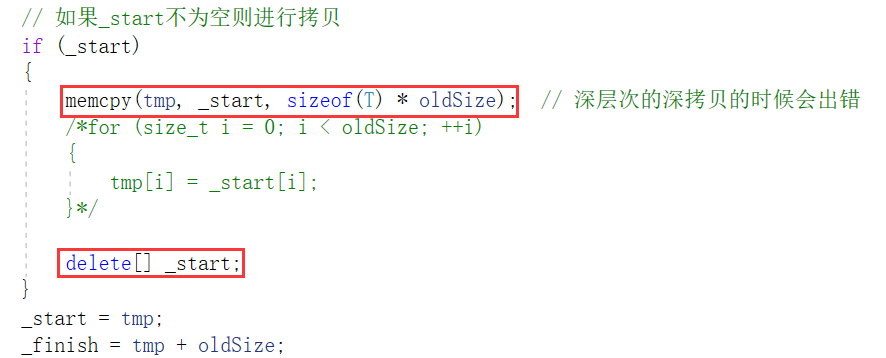 // 如果_start不为空则进行拷贝
if (_start)
{
memcpy(tmp, _start, sizeof(T) * oldSize); // 深层次的深拷贝的时候会出错
/*for (size_t i = 0; i < oldSize; ++i)
{
tmp[i] = _start[i];
}*/
delete[] _start;
}
_start = tmp;
_finish = tmp + oldSize;